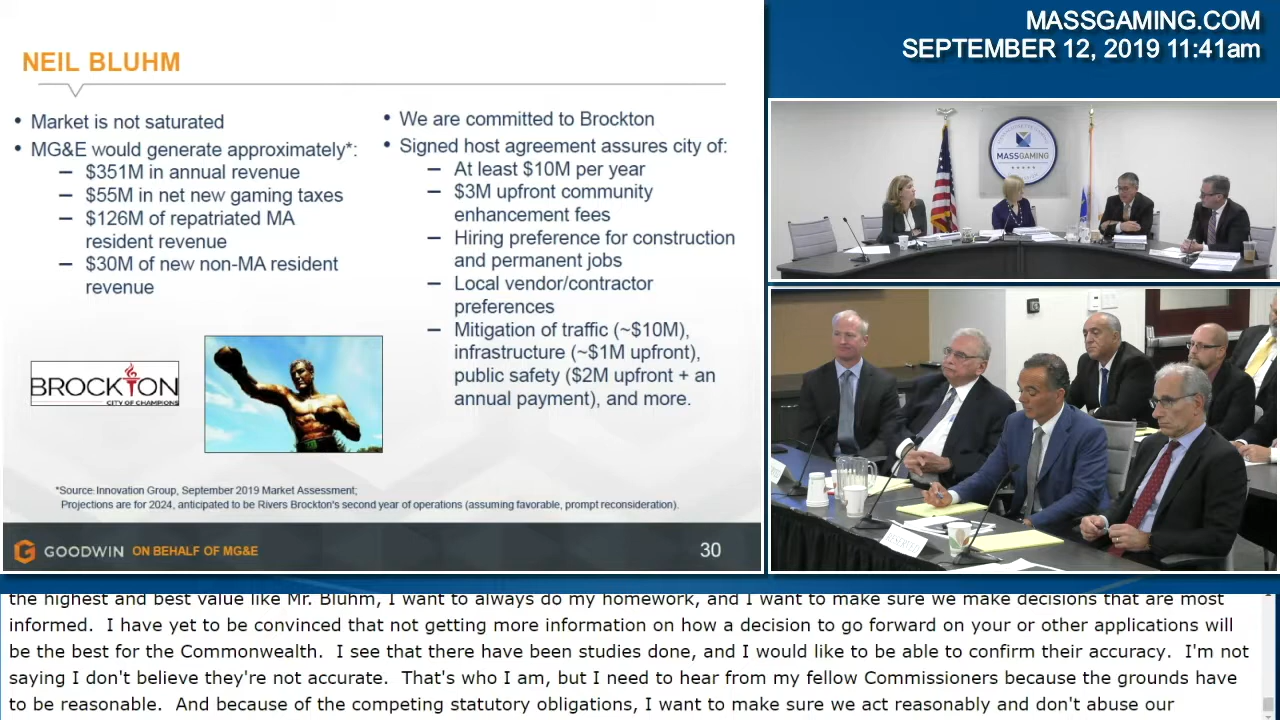 MASSGAMING.COM
SEPTEMBER 12, 2019 11:41am
NEIL BLUHM
• Market is not saturated
• MG&E would generate approximately*:
– $351M in annual revenue
– $55M in net new gaming taxes
– $126M of repatriated MA
resident revenue
– $30M of new non-MA resident
revenue
• We are committed to Brockton
• Signed host agreement assures city of:
– At least $10M per year
– $3M upfront community
enhancement fees
– Hiring preference for construction
and permanent jobs
– Local vendor/contractor
preferences
– Mitigation of traffic (~$10M),
infrastructure (~$1M upfront),
public safety ($2M upfront + an
annual payment), and more.
BROCKTON
CITY OF CHAMPIONS
*Source: Innovation Group, September 2019 Market Assessment;
Projections are for 2024, anticipated to be Rivers Brockton's second year of operations (assuming favorable, prompt reconsideration).
GOODWIN ON BEHALF OF MG&E
30
MASSGAMING
RESERVED
the highest and best value like Mr. Bluhm, I want to always do my homework, and I want to make sure we make decisions that are most
informed. I have yet to be convinced that not getting more information on how a decision to go forward on your or other applications will
be the best for the Commonwealth. I see that there have been studies done, and I would like to be able to confirm their accuracy. I'm not
saying I don't believe they're not accurate. That's who I am, but I need to hear from my fellow Commissioners because the grounds have
to be reasonable. And because of the competing statutory obligations, I want to make sure we act reasonably and don't abuse our